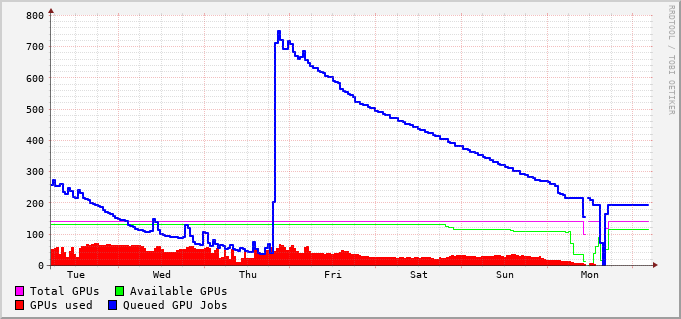 800
700
600
500
400
300
200
100
0
Tue Wed Thu Fri Sat Sun Mon
Total GPUs Available GPUs
GPUs used Queued GPU Jobs
RRDTOOL / TOBI OETIKER